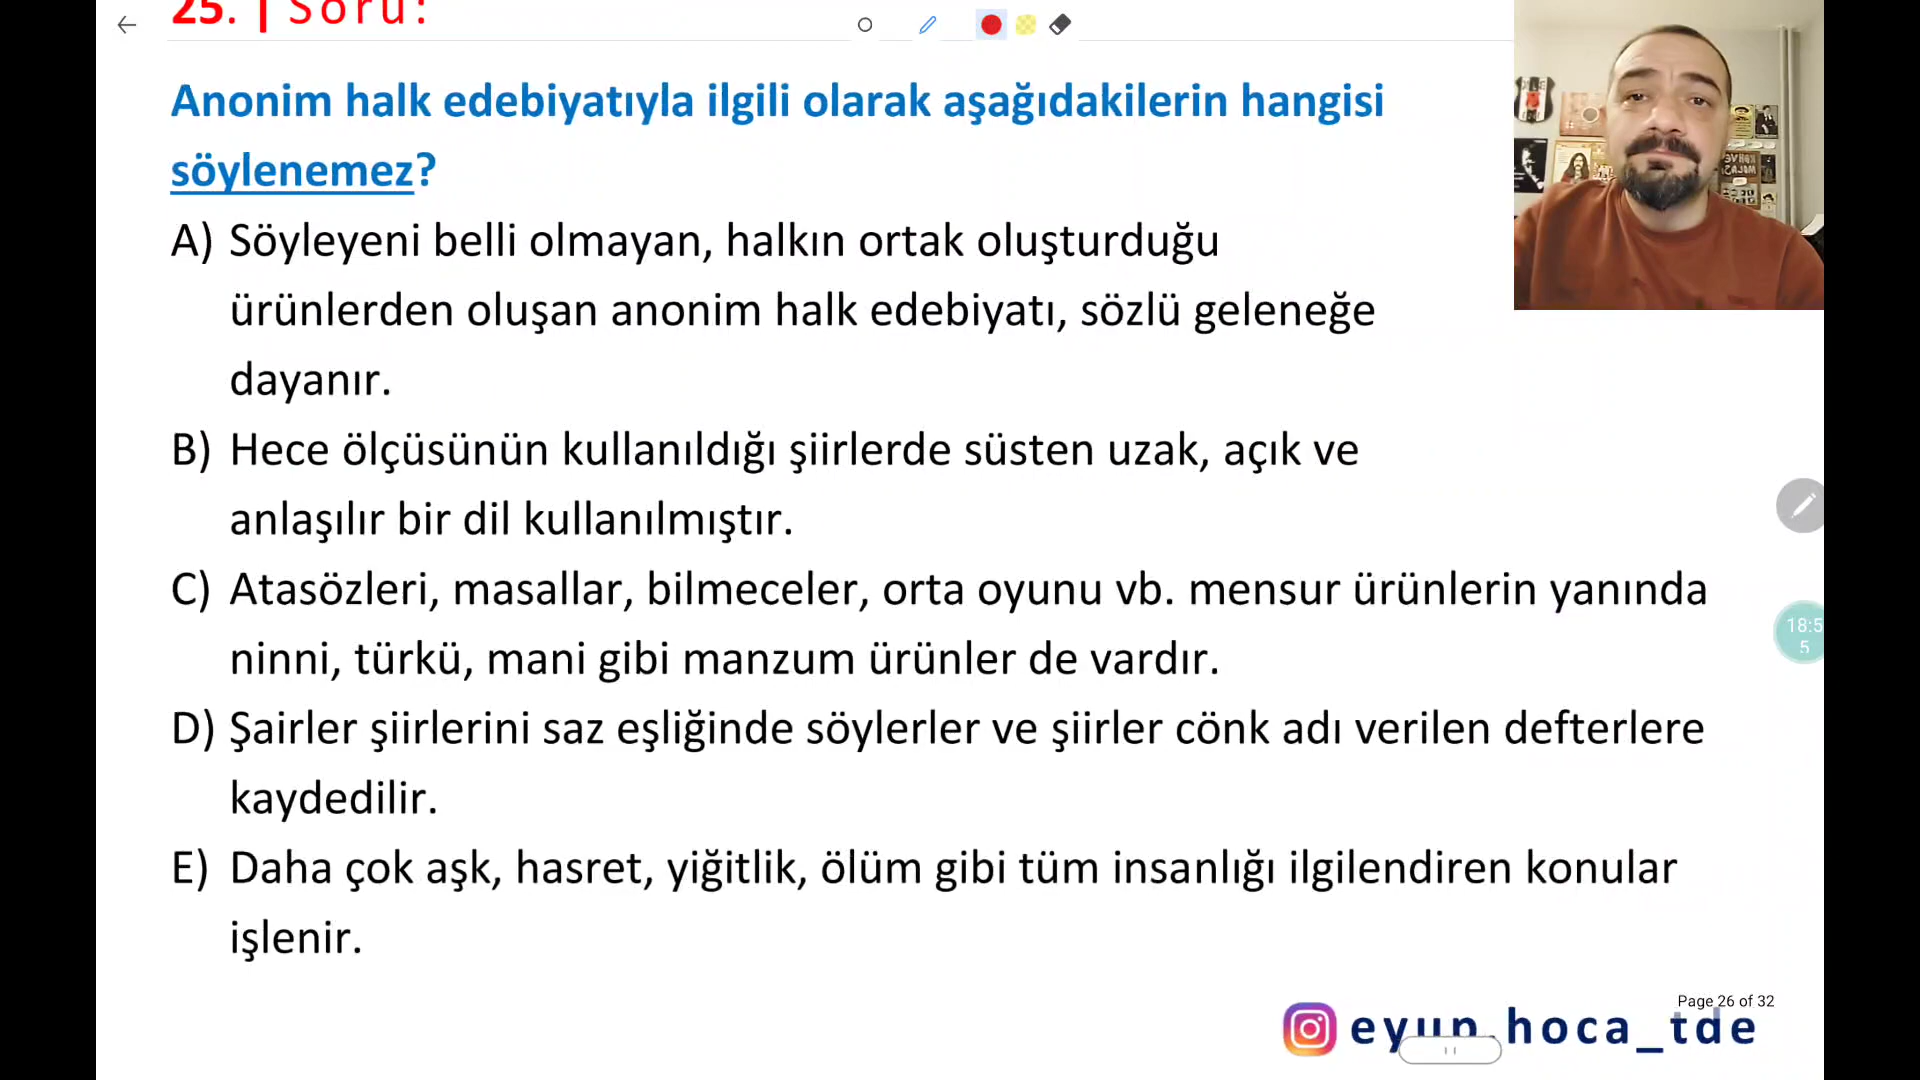 25. | Soru:
Anonim halk edebiyatıyla ilgili olarak aşağıdakilerin hangisi
söylenemez?
A) Söyleyeni belli olmayan, halkın ortak oluşturduğu
ürünlerden oluşan anonim halk edebiyatı, sözlü geleneğe
dayanır.
B) Hece ölçüsünün kullanıldığı şiirlerde süsten uzak, açık ve
anlaşılır bir dil kullanılmıştır.
C) Atasözleri, masallar, bilmeceler, orta oyunu vb. mensur ürünlerin yanında
ninni, türkü, mani gibi manzum ürünler de vardır.
18:5
5
D) Şairler şiirlerini saz eşliğinde söylerler ve şiirler cönk adı verilen defterlere
kaydedilir.
E) Daha çok aşk, hasret, yiğitlik, ölüm gibi tüm insanlığı ilgilendiren konular
işlenir.
Page 26 of 32
eyup.hoca_tde